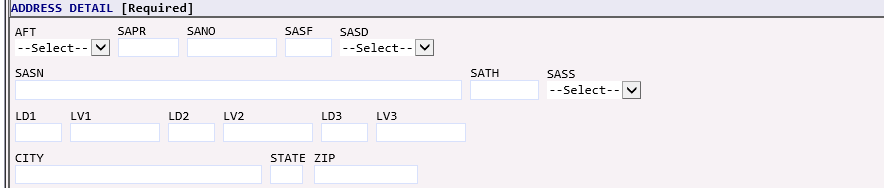 ADDRESS DETAIL [Required]
AFT SAPR SANO SASF SASD
--Select-- --Select--
SASN SATH SASS
--Select--
LD1 LV1 LD2 LV2 LD3 LV3
CITY STATE ZIP